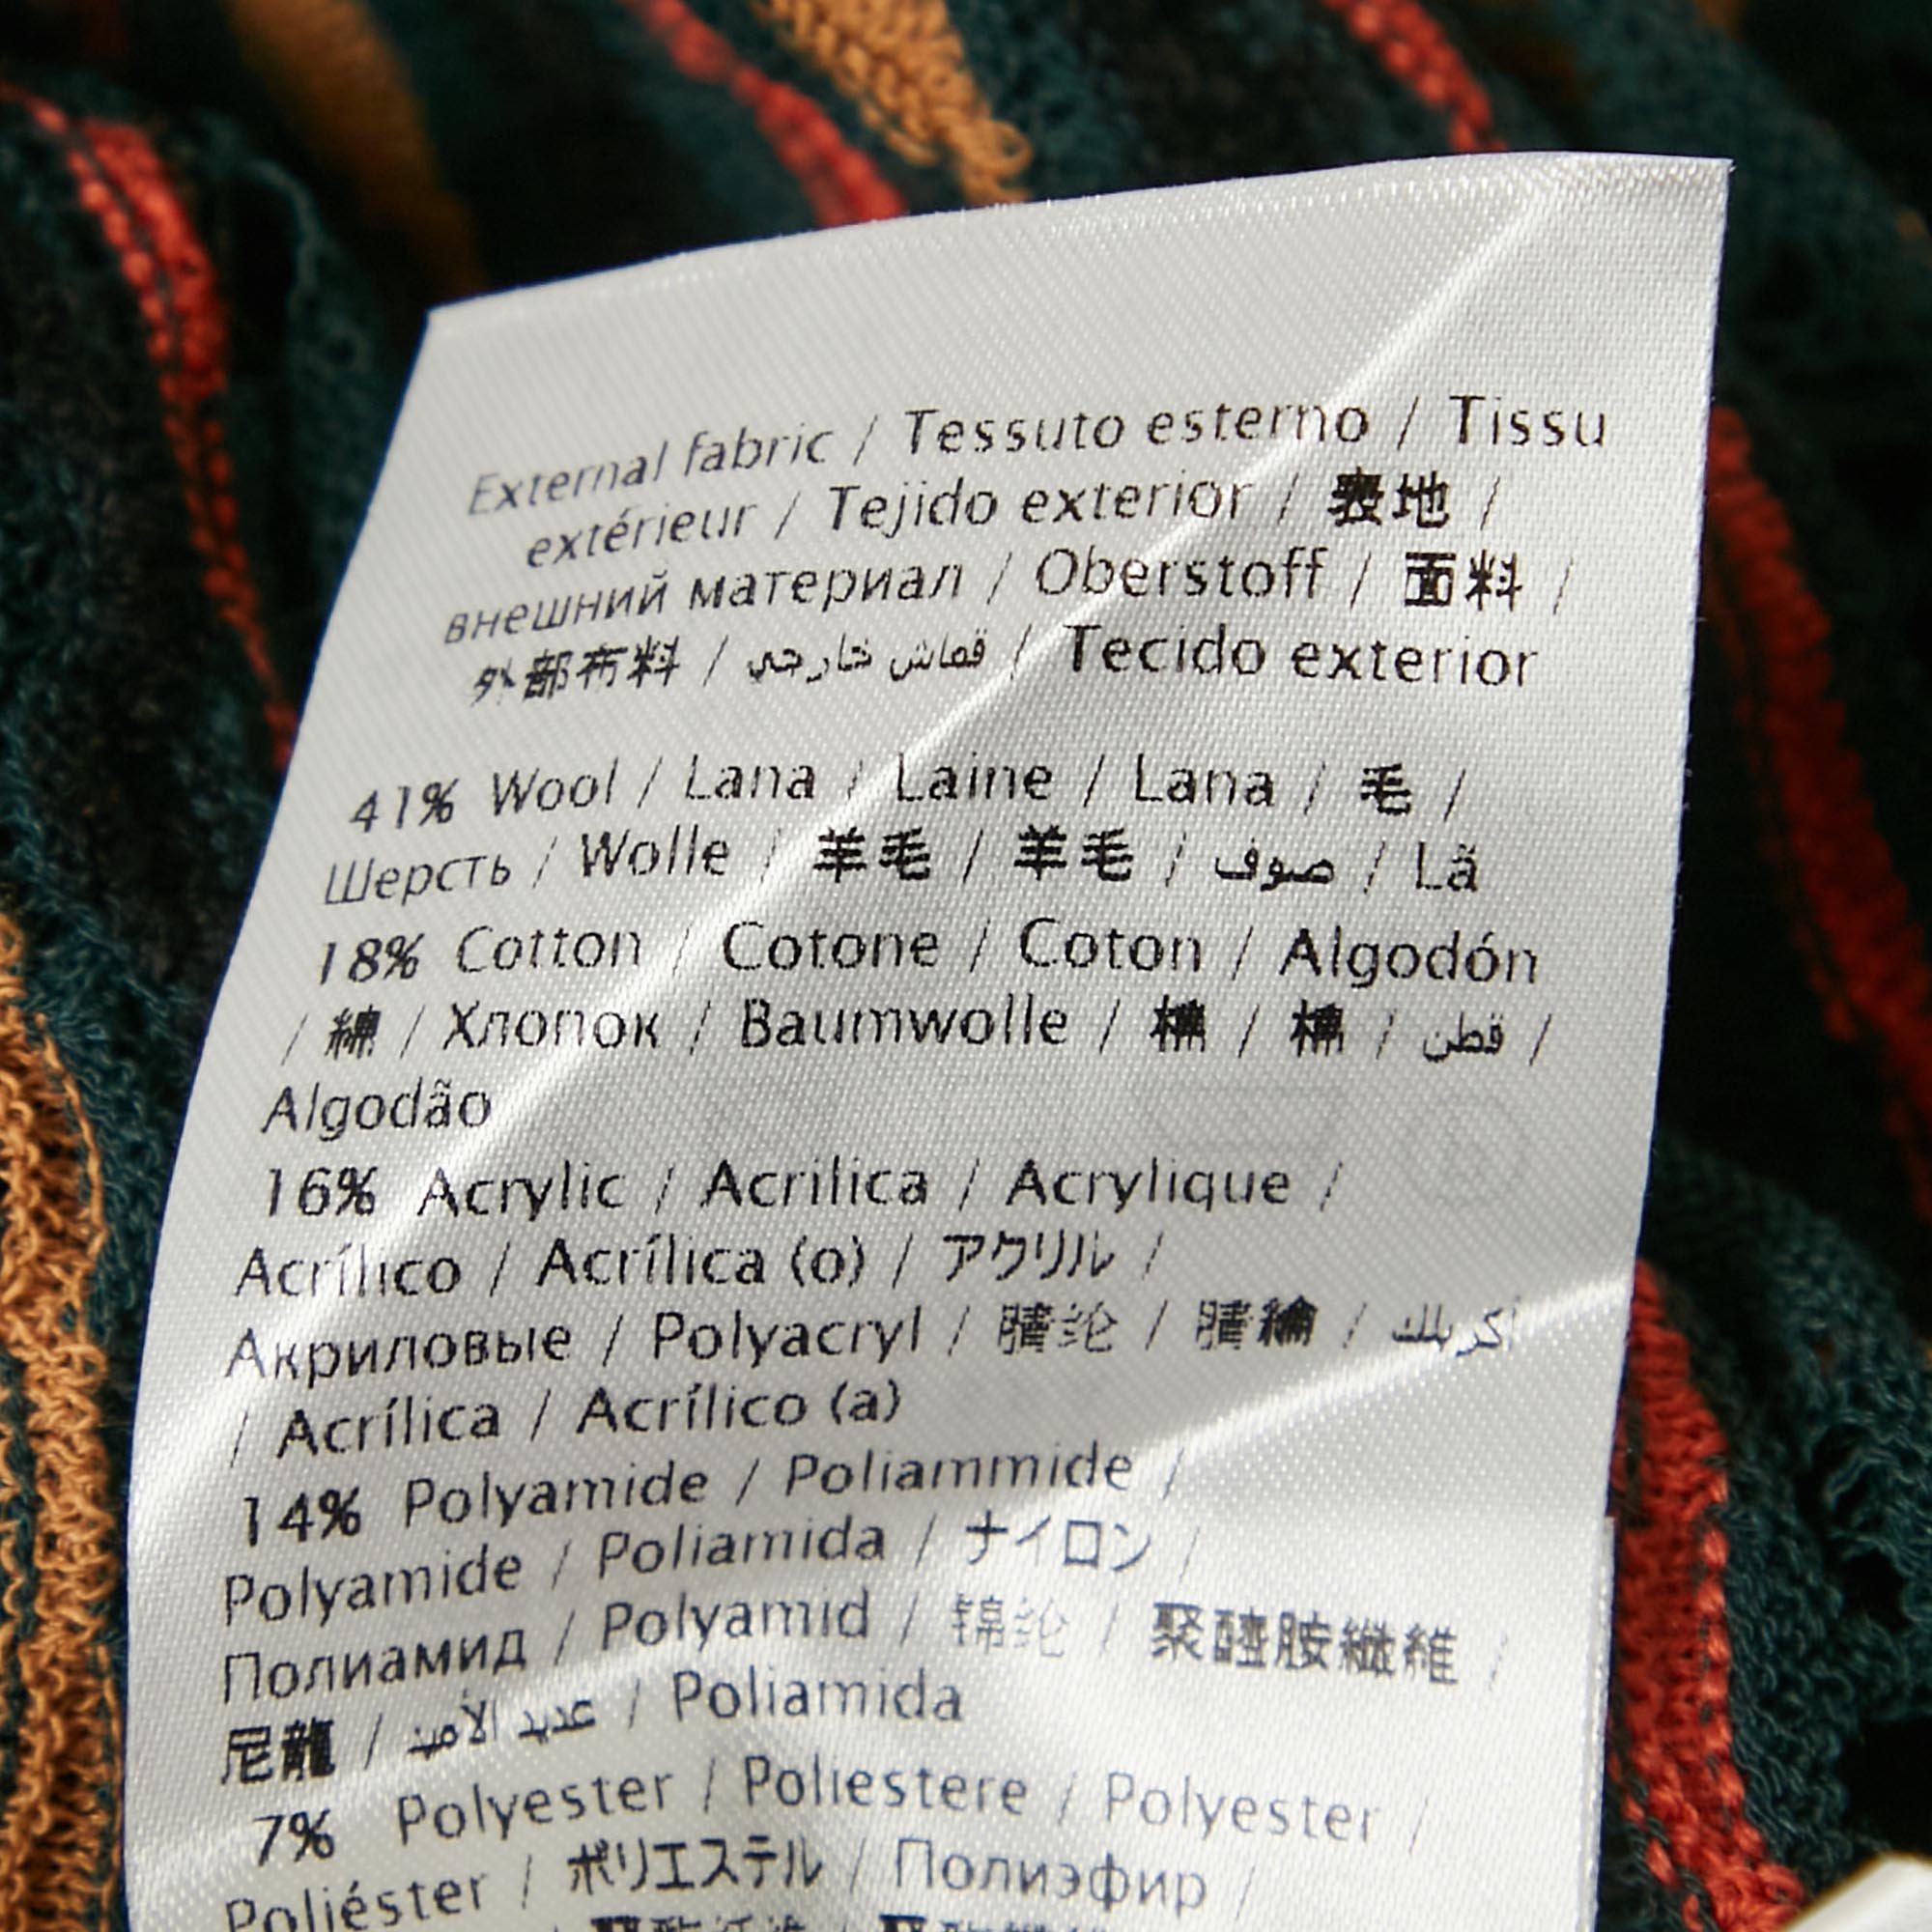 External fabric / Tessuto esterno / Tissu
extérieur / Tejido exterior / 表地 /
внешний материал / Oberstoff / 面料 /
外部布料 / قماش خارجي / Tecido exterior
41% Wool / Lana / Laine / Lana / 毛 /
Шерсть / Wolle / 羊毛 / 羊毛 / صوف / Lã
18% Cotton / Cotone / Coton / Algodón
/ 綿 / Хлопок / Baumwolle / 棉 / 棉 / قطن /
Algodão
16% Acrylic / Acrilica / Acrylique /
Acrílico / Acrílica (o) / アクリル /
Акриловые / Polyacryl / 腈纶 / 腈綸 / أكريلك
/ Acrílica / Acrílico (a)
14% Polyamide / Poliammide /
Polyamide / Poliamida / ナイロン /
Полиамид / Polyamid / 锦纶 / 聚醯胺纖維 /
尼龍 / عديد الأميد / Poliamida
7% Polyester / Poliestere / Polyester /
Poliéster / ポリエステル / Полиэфир /